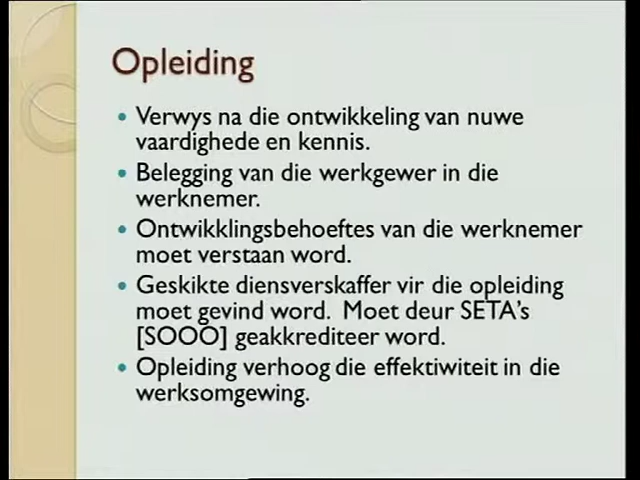 Opleiding
• Verwys na die ontwikkeling van nuwe
vaardighede en kennis.
• Belegging van die werkgewer in die
werknemer.
• Ontwikklingsbehoeftes van die werknemer
moet verstaan word.
• Geskikte diensverskaffer vir die opleiding
moet gevind word. Moet deur SETA's
[SOOO] geakkrediteer word.
• Opleiding verhoog die effektiwiteit in die
werksomgewing.